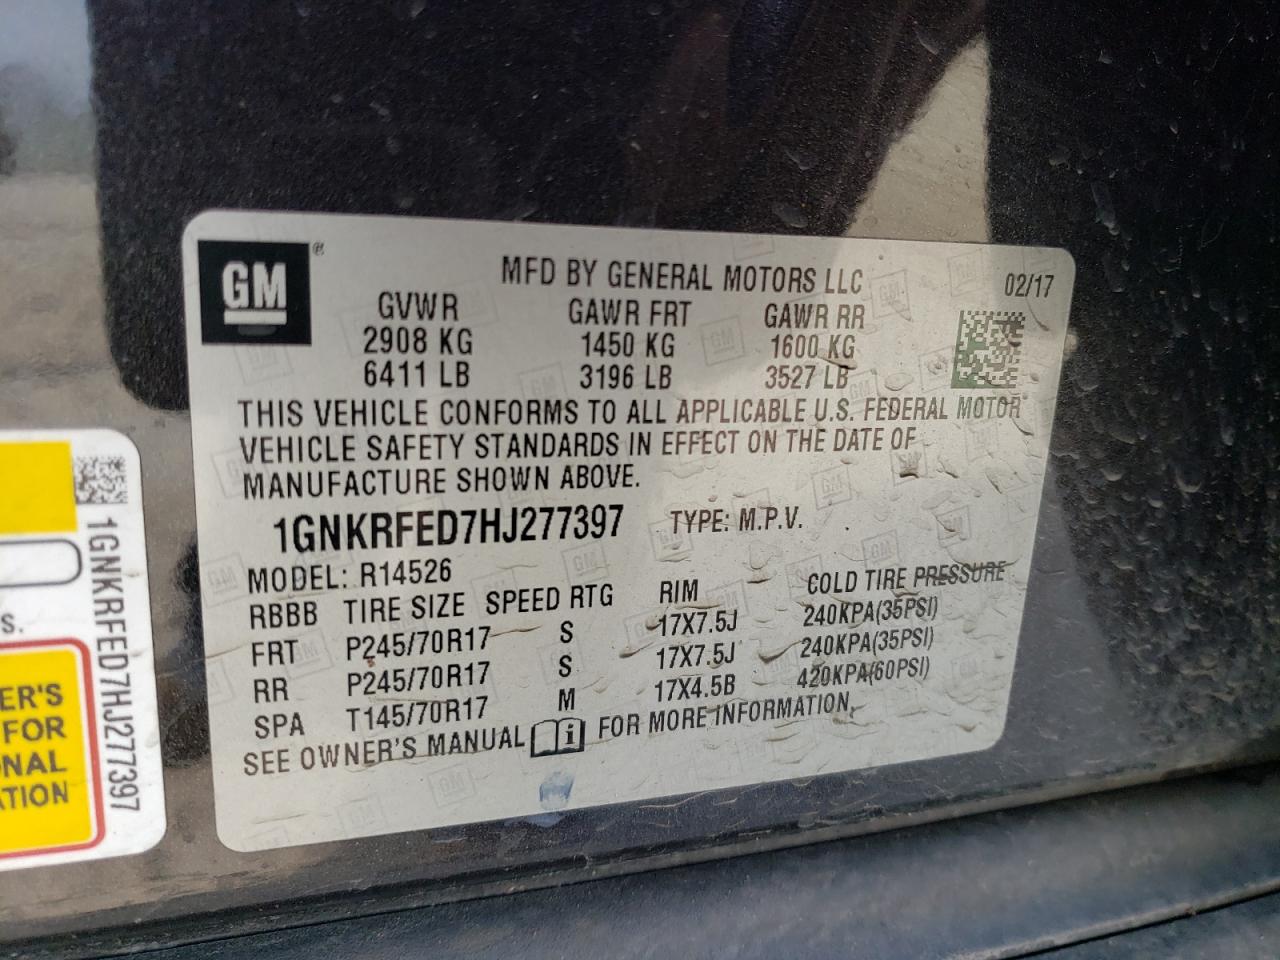 GM ®
MFD BY GENERAL MOTORS LLC
02/17
GVWR GAWR FRT GAWR RR
2908 KG 1450 KG 1600 KG
6411 LB 3196 LB 3527 LB
THIS VEHICLE CONFORMS TO ALL APPLICABLE U.S. FEDERAL MOTOR
VEHICLE SAFETY STANDARDS IN EFFECT ON THE DATE OF
MANUFACTURE SHOWN ABOVE.
1GNKRFED7HJ277397 TYPE: M.P.V.
MODEL: R14526
RBBB TIRE SIZE SPEED RTG RIM COLD TIRE PRESSURE
FRT P245/70R17 S 17X7.5J 240KPA(35PSI)
RR P245/70R17 S 17X7.5J 240KPA(35PSI)
SPA T145/70R17 M 17X4.5B 420KPA(60PSI)
SEE OWNER'S MANUAL i FOR MORE INFORMATION.
1GNKRFED7HJ277397
S.
ER'S
FOR
NAL
ATION